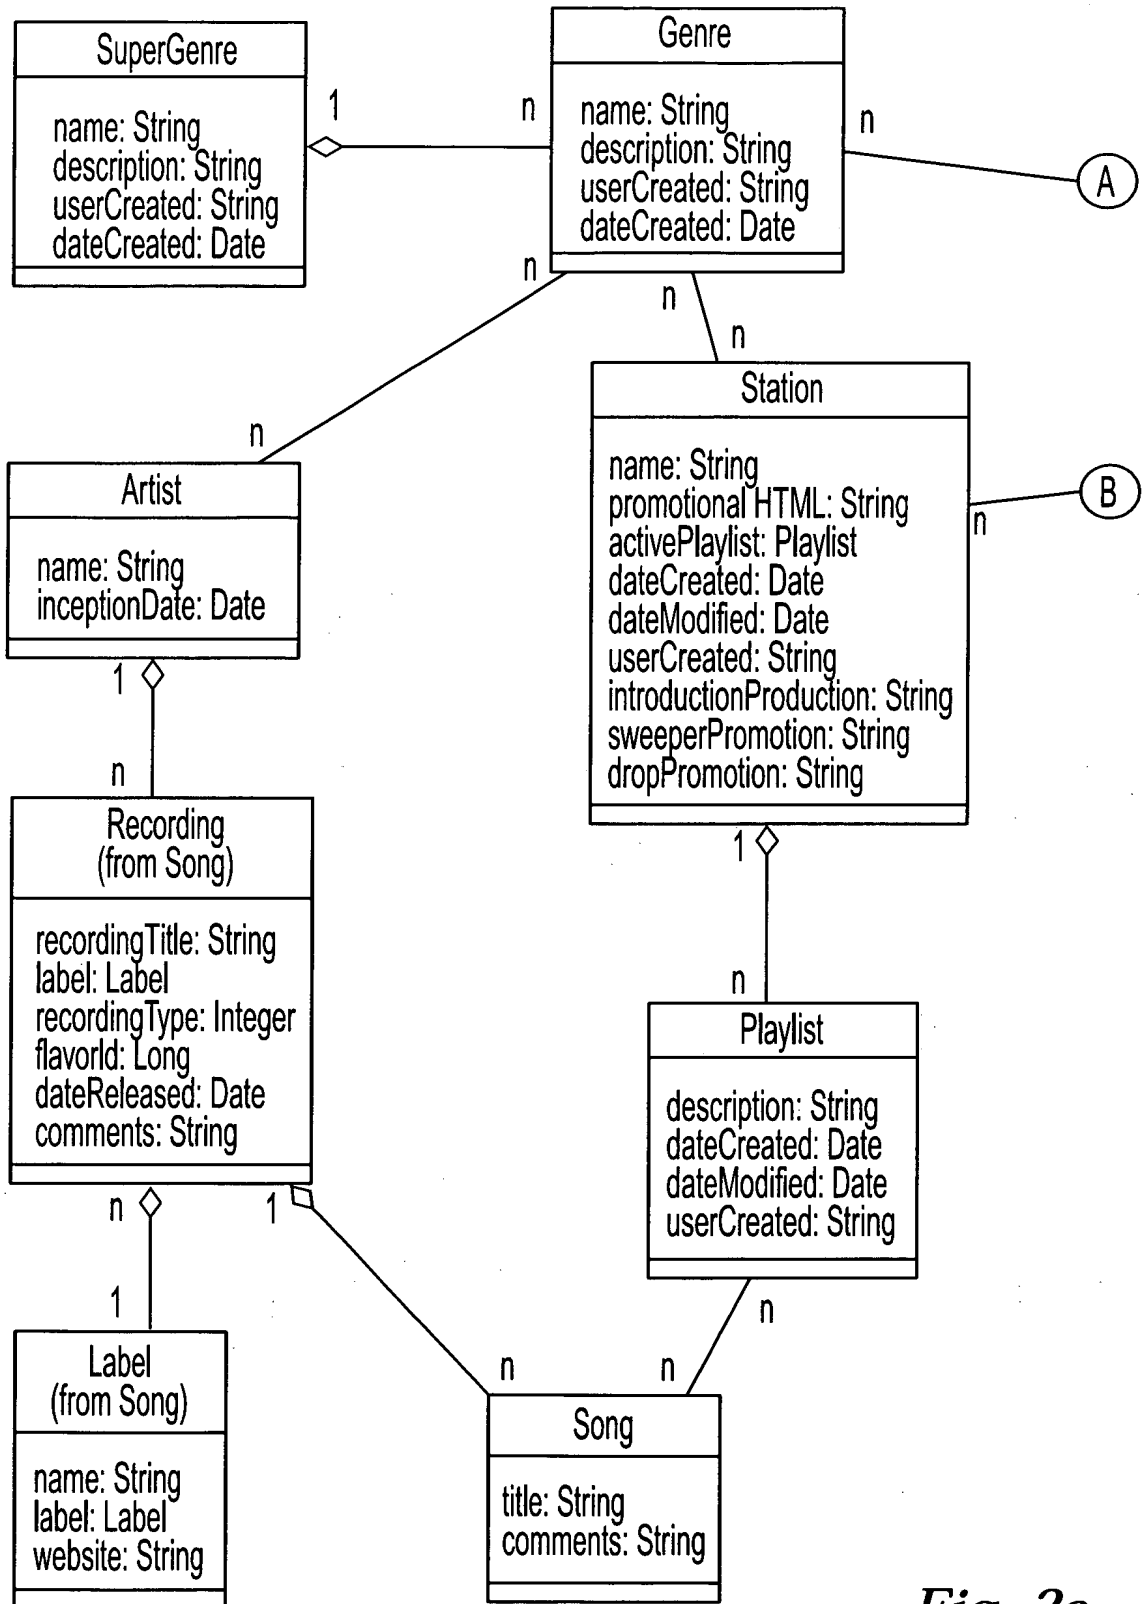 SuperGenre
name: String
description: String
userCreated: String
dateCreated: Date
1
n
Genre
name: String
description: String
userCreated: String
dateCreated: Date
n
A
n
n
n
n
Artist
name: String
inceptionDate: Date
Station
name: String
promotional HTML: String
activePlaylist: Playlist
dateCreated: Date
dateModified: Date
userCreated: String
introductionProduction: String
sweeperPromotion: String
dropPromotion: String
n
B
1
n
Recording
(from Song)
recordingTitle: String
label: Label
recordingType: Integer
flavorId: Long
dateReleased: Date
comments: String
1
n
Playlist
description: String
dateCreated: Date
dateModified: Date
userCreated: String
n
1
1
n
n
n
Label
(from Song)
name: String
label: Label
website: String
Song
title: String
comments: String